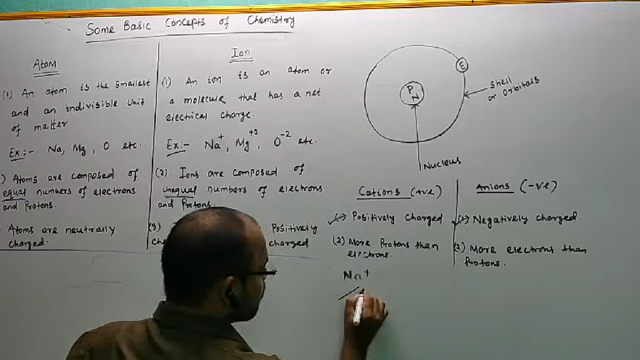 Some Basic Concepts of Chemistry
Atom
(1) An atom is the smallest
and an indivisible unit
of matter
Ex:- Na, Mg, O etc.
) Atoms are composed of
equal numbers of electrons
and Protons.
Atoms are neutrally
charged.
Ion
(1) An ion is an atom or
a molecule that has a net
electrical charge.
Ex:- Na+, Mg+2, O-2 etc.
(2) Ions are composed of
unequal numbers of electrons
and Protons.
(3)
Positively
charged
E
P
N
Shell
or Orbitals
Nucleus
Cations (+ve)
(1) Positively charged
(2) More Protons than
electrons.
Na+
Anions (-ve)
(1) Negatively charged
(2) More electrons than
Protons.